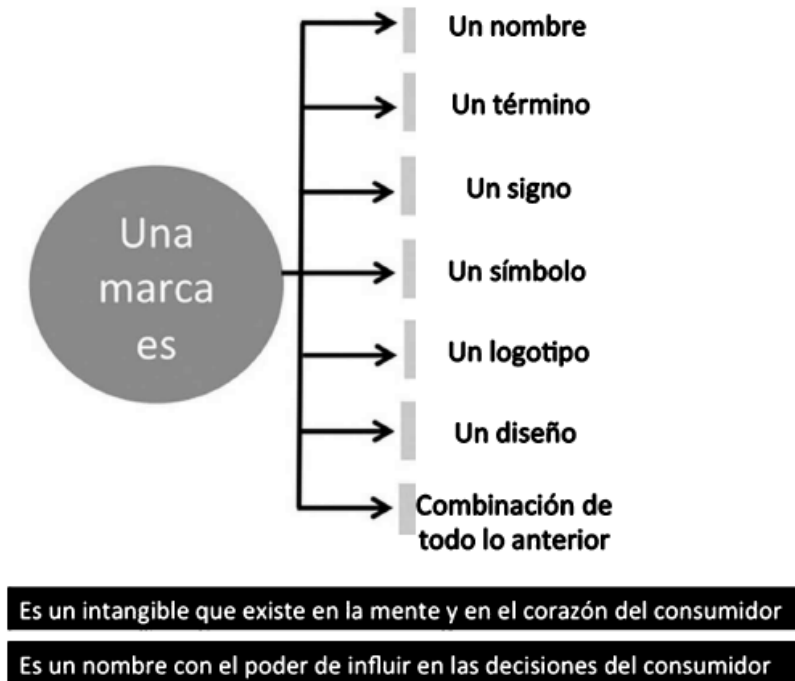 Una
marca
es
Un nombre
Un término
Un signo
Un símbolo
Un logotipo
Un diseño
Combinación de
todo lo anterior
Es un intangible que existe en la mente y en el corazón del consumidor
Es un nombre con el poder de influir en las decisiones del consumidor